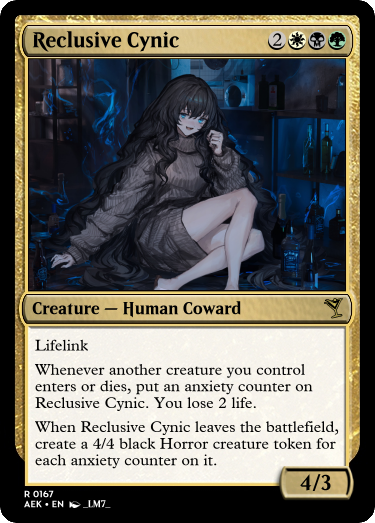 Reclusive Cynic 2
Creature — Human Coward
Lifelink
Whenever another creature you control
enters or dies, put an anxiety counter on
Reclusive Cynic. You lose 2 life.
When Reclusive Cynic leaves the battlefield,
create a 4/4 black Horror creature token for
each anxiety counter on it.
4/3
R 0167
AEK • EN _LM7_